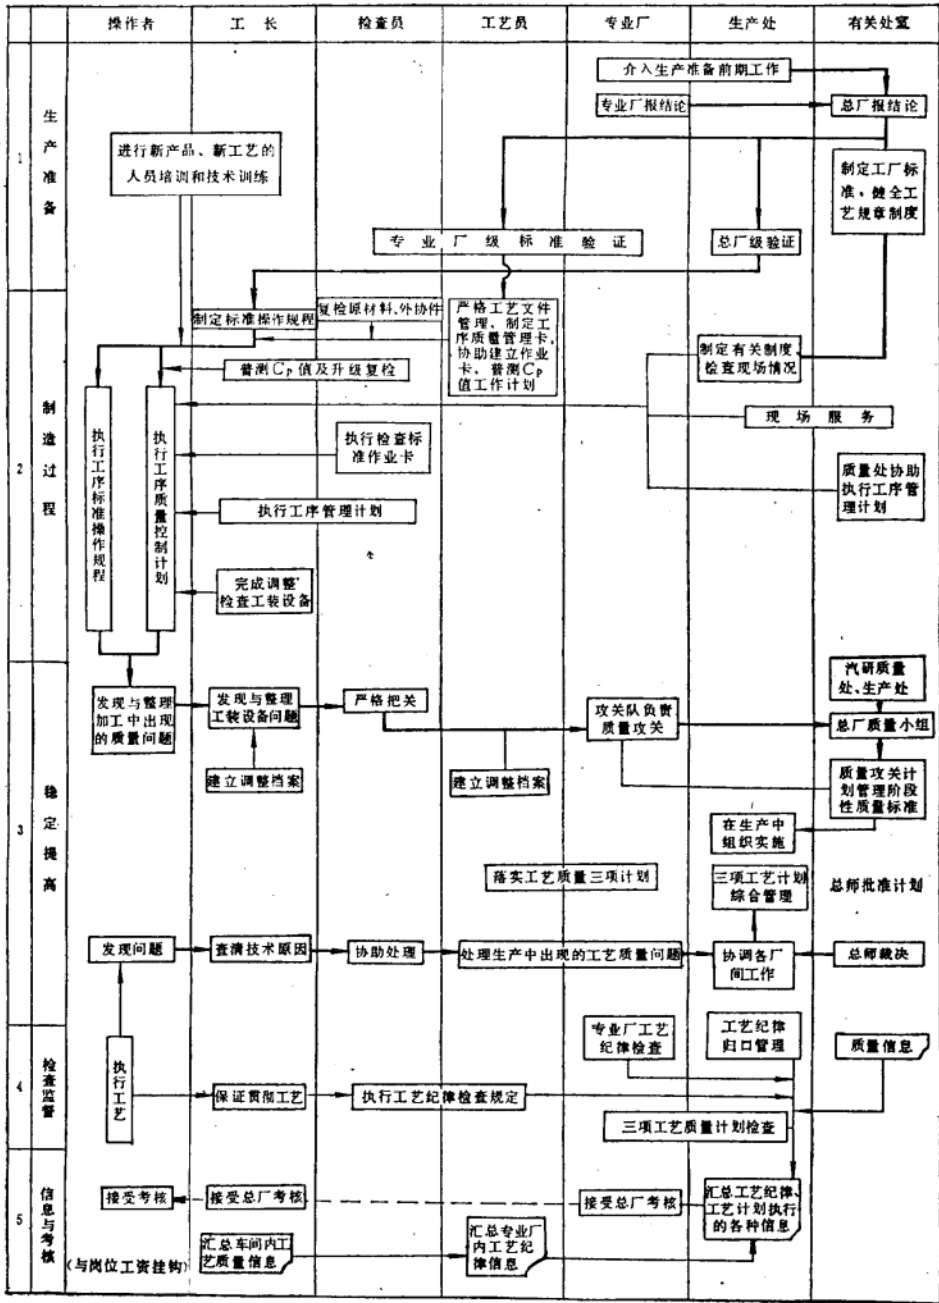 操作者 工 长 检查员 工艺员 专业厂 生产处 有关处室
1
生产准备
介入生产准备前期工作
专业厂报结论
总厂报结论
进行新产品、新工艺的
人员培训和技术训练
制定工厂标
准、健全工
艺规章制度
专 业 厂 级 标 准 验 证
总厂级验证
2
制造过程
制定标准操作规程
复检原材料、外协件
严格工艺文件
管理、制定工
序质量管理卡、
协助建立作业
卡、普测Cp
值工作计划
制定有关制度、
检查现场情况
普测Cp值及升级复检
执行工序标准操作规程
执行工序质量控制计划
现 场 服 务
执行检查标
准作业卡
质量处协助
执行工序管
理计划
执行工序管理计划
完成调整
检查工装设备
3
稳定提高
汽研质量
处、生产处
发现与整理
加工中出现
的质量问题
发现与整理
工装设备问题
严格把关
攻关队负责
质量攻关
总厂质量小组
建立调整档案
建立调整档案
质量攻关计
划管理阶段
性质量标准
在生产中
组织实施
落实工艺质量三项计划
三项工艺计划
综合管理
总师批准计划
发现问题
查清技术原因
协助处理
处理生产中出现的工艺质量问题
协调各厂
间工作
总师裁决
4
检查监督
专业厂工艺
纪律检查
工艺纪律
归口管理
质量信息
执行工艺
保证贯彻工艺
执行工艺纪律检查规定
三项工艺质量计划检查
5
信息与考核
接受考核
接受总厂考核
接受总厂考核
汇总工艺纪律、
工艺计划执行
的各种信息
(与岗位工资挂钩)
汇总车间内工
艺质量信息
汇总专业厂
内工艺纪
律信息